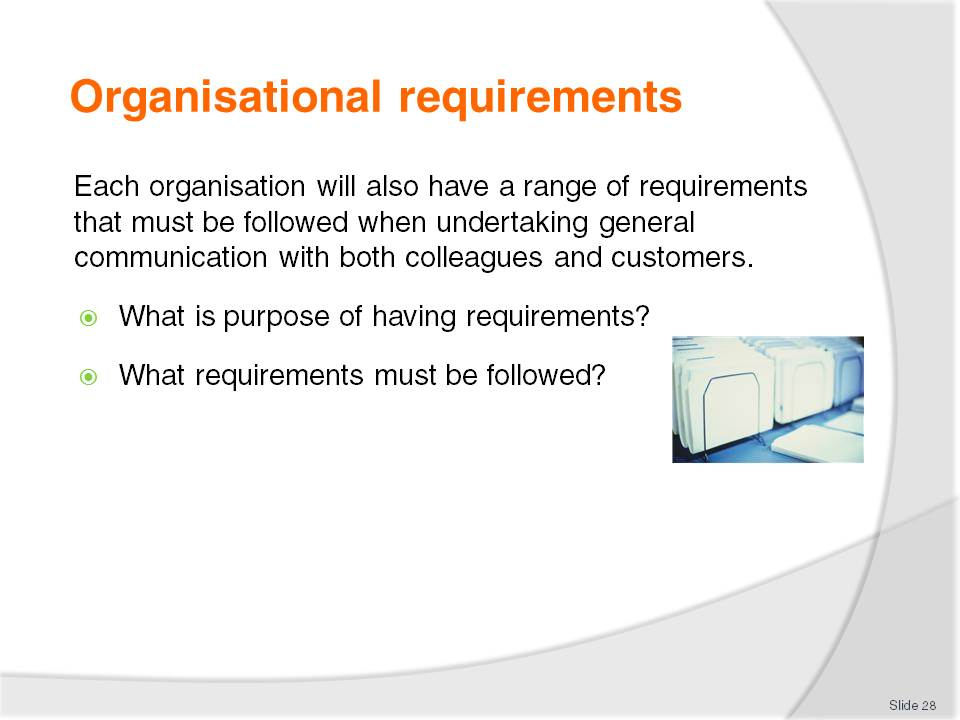 Organisational requirements
Each organisation will also have a range of requirements
that must be followed when undertaking general
communication with both colleagues and customers.
What is purpose of having requirements?
What requirements must be followed?
Slide 28